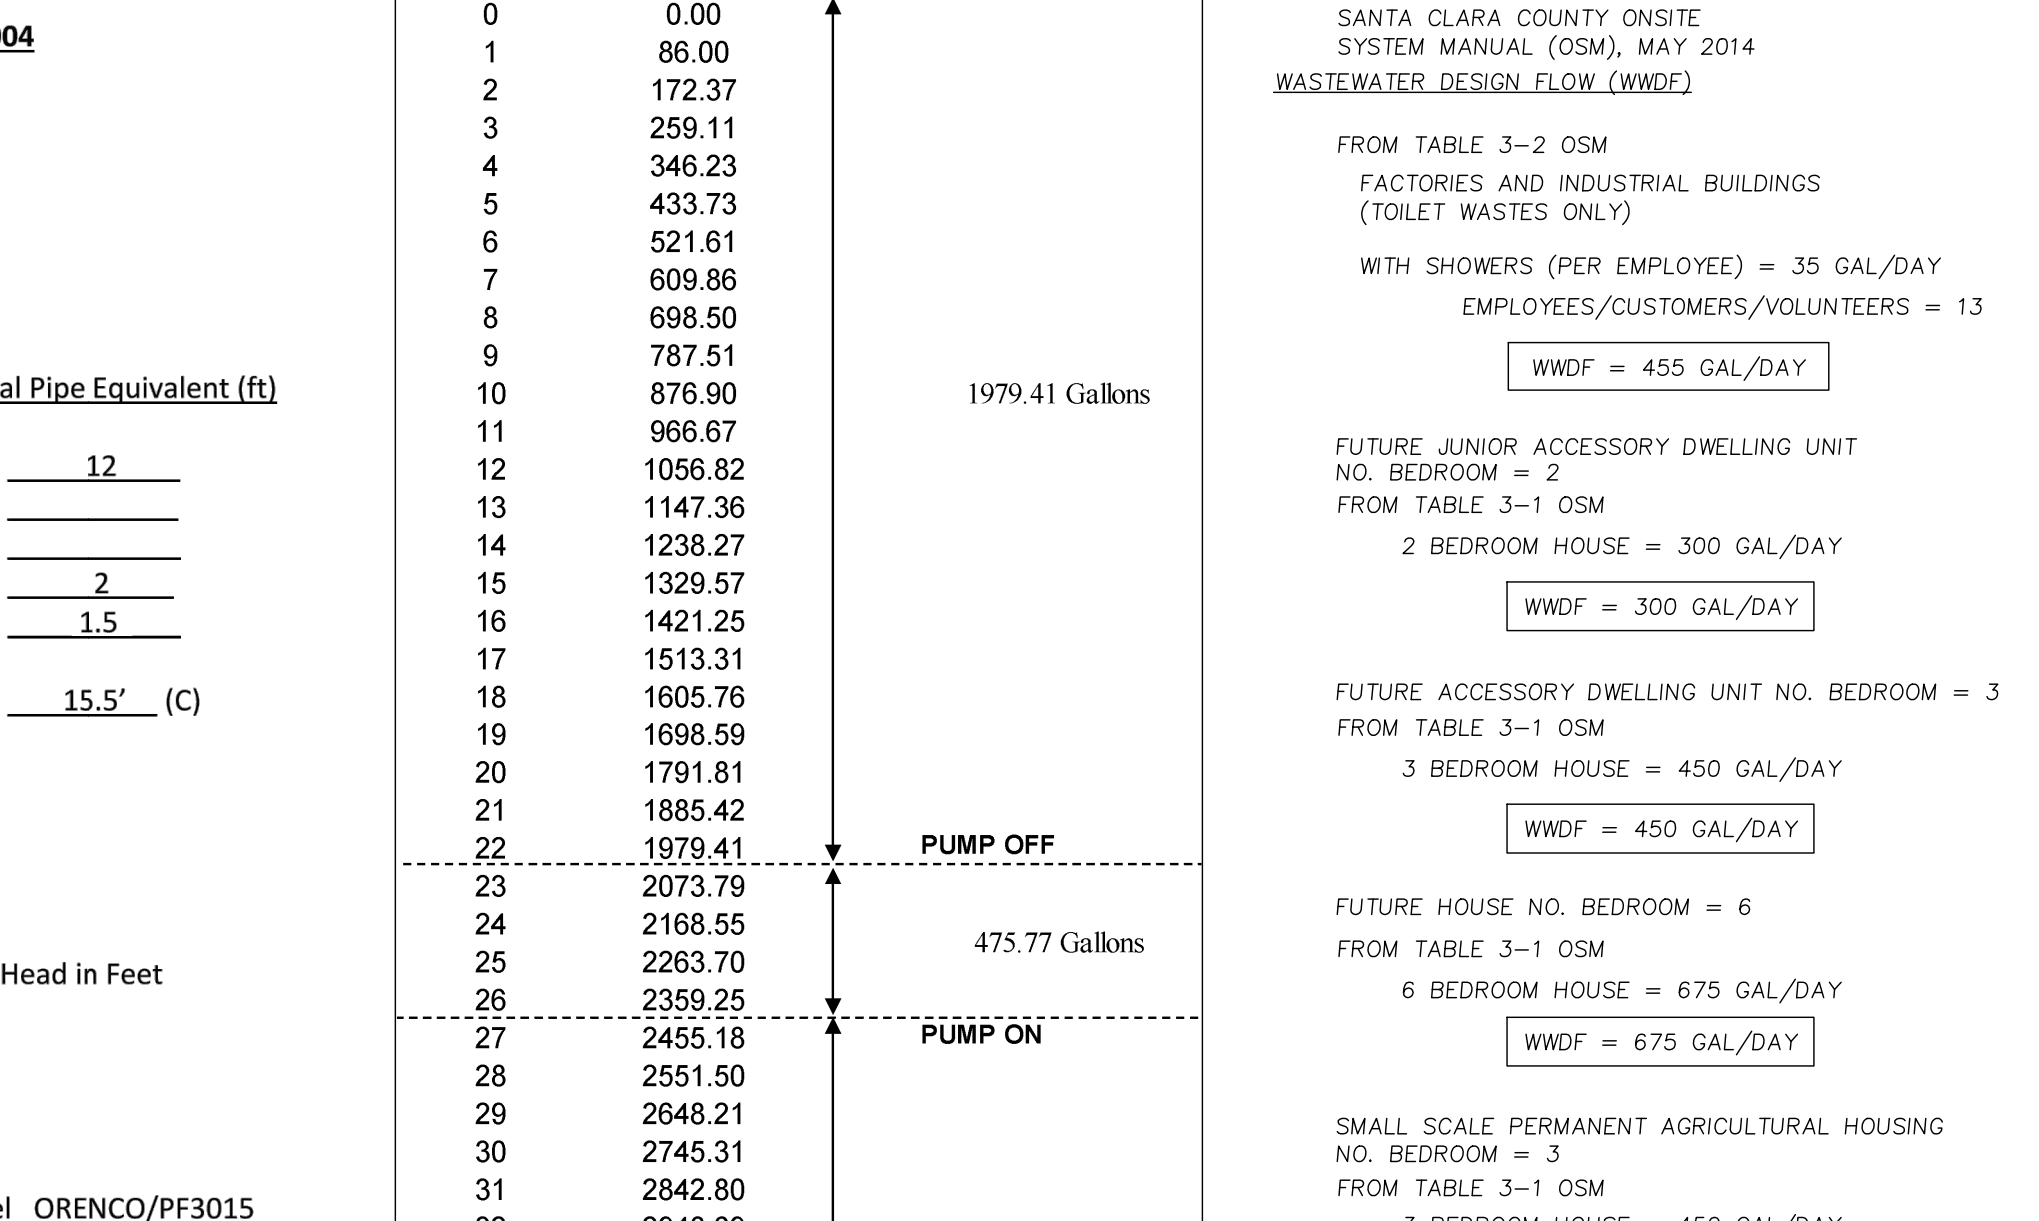 004
al Pipe Equivalent (ft)
12
2
1.5
15.5’ (C)
Head in Feet
ORENCO/PF3015
0 0.00
1 86.00
2 172.37
3 259.11
4 346.23
5 433.73
6 521.61
7 609.86
8 698.50
9 787.51
10 876.90
11 966.67
12 1056.82
13 1147.36
14 1238.27
15 1329.57
16 1421.25
17 1513.31
18 1605.76
19 1698.59
20 1791.81
21 1885.42
22 1979.41
23 2073.79
24 2168.55
25 2263.70
26 2359.25
27 2455.18
28 2551.50
29 2648.21
30 2745.31
31 2842.80
1979.41 Gallons
PUMP OFF
475.77 Gallons
PUMP ON
SANTA CLARA COUNTY ONSITE
SYSTEM MANUAL (OSM), MAY 2014
WASTEWATER DESIGN FLOW (WWDF)
FROM TABLE 3-2 OSM
FACTORIES AND INDUSTRIAL BUILDINGS
(TOILET WASTES ONLY)
WITH SHOWERS (PER EMPLOYEE) = 35 GAL/DAY
EMPLOYEES/CUSTOMERS/VOLUNTEERS = 13
WWDF = 455 GAL/DAY
FUTURE JUNIOR ACCESSORY DWELLING UNIT
NO. BEDROOM = 2
FROM TABLE 3-1 OSM
2 BEDROOM HOUSE = 300 GAL/DAY
WWDF = 300 GAL/DAY
FUTURE ACCESSORY DWELLING UNIT NO. BEDROOM = 3
FROM TABLE 3-1 OSM
3 BEDROOM HOUSE = 450 GAL/DAY
WWDF = 450 GAL/DAY
FUTURE HOUSE NO. BEDROOM = 6
FROM TABLE 3-1 OSM
6 BEDROOM HOUSE = 675 GAL/DAY
WWDF = 675 GAL/DAY
SMALL SCALE PERMANENT AGRICULTURAL HOUSING
NO. BEDROOM = 3
FROM TABLE 3-1 OSM
3 BEDROOM HOUSE = 450 GAL/DAY